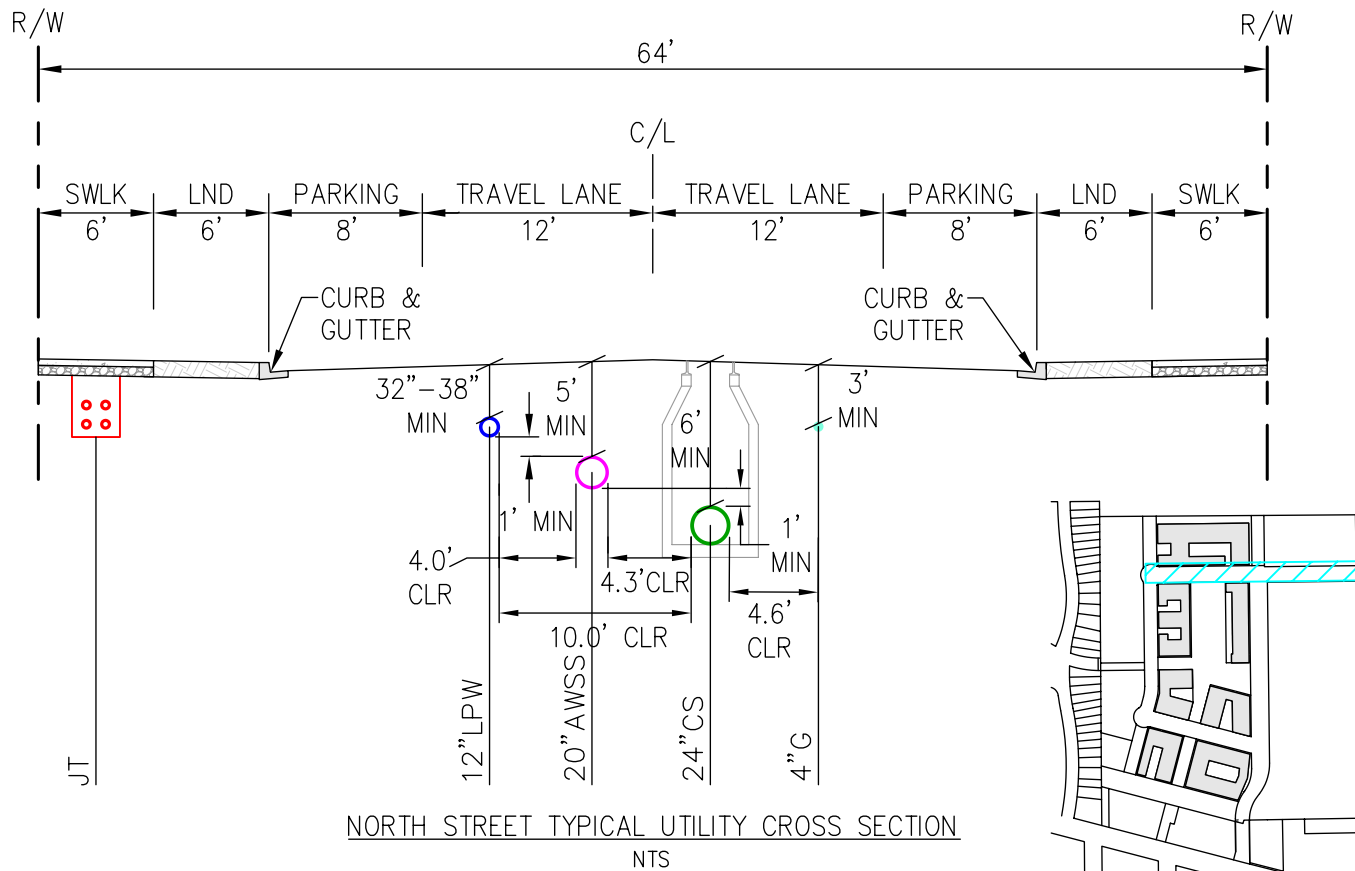 R/W
R/W
64'
C/L
SWLK
LND
PARKING
TRAVEL LANE
TRAVEL LANE
PARKING
LND
SWLK
6'
6'
8'
12'
12'
8'
6'
6'
CURB &
GUTTER
CURB &
GUTTER
32"-38"
MIN
5'
MIN
6'
MIN
3'
MIN
1' MIN
1'
MIN
4.0'
CLR
4.3'CLR
10.0' CLR
4.6'
CLR
JT
12"LPW
20"AWSS
24"CS
4"G
NORTH STREET TYPICAL UTILITY CROSS SECTION
NTS